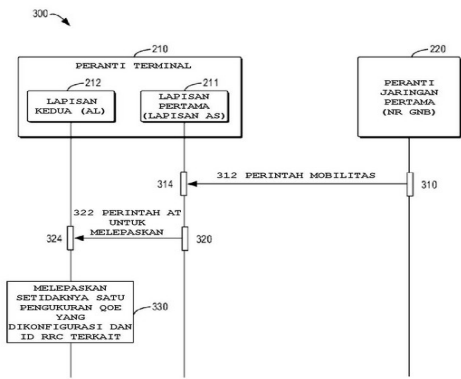 300
210
220
PERANTI TERMINAL
212
211
LAPISAN
KEDUA (AL)
LAPISAN
PERTAMA
(LAPISAN AS)
PERANTI
JARINGAN
PERTAMA
(NR GNB)
314
312 PERINTAH MOBILITAS
310
322 PERINTAH AT
UNTUK
MELEPASKAN
324
320
MELEPASKAN
SETIDAKNYA SATU
PENGUKURAN QOE
YANG
DIKONFIGURASI DAN
ID RRC TERKAIT
330